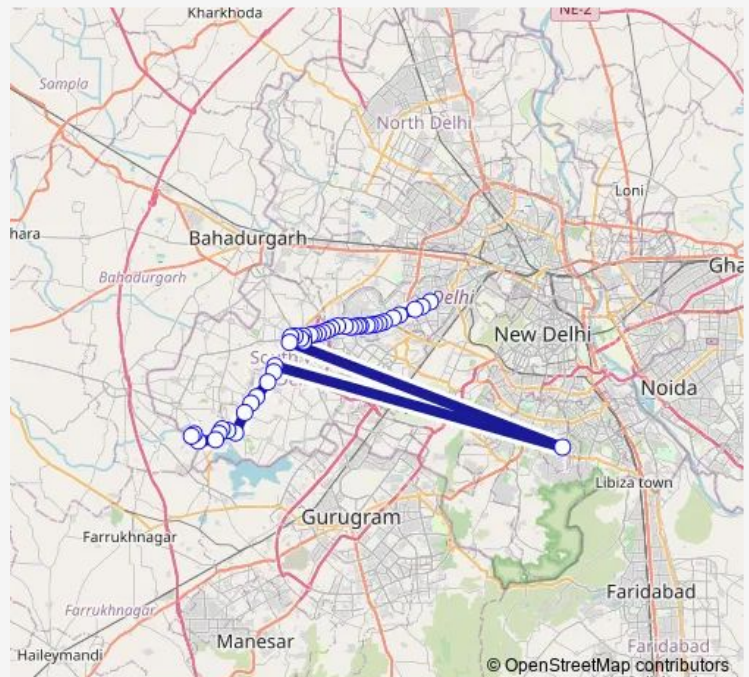 Kharkhoda
NE-2
Sampla
North Delhi
Loni
hara
Bahadurgarh
Gha
Bahadurgarh
elhi
New Delhi
Noida
Libiza town
Gurugram
Farrukhnagar
Faridabad
Farrukhnagar
Manesar
Faridabad
Haileymandi
© OpenStreetMap contributors